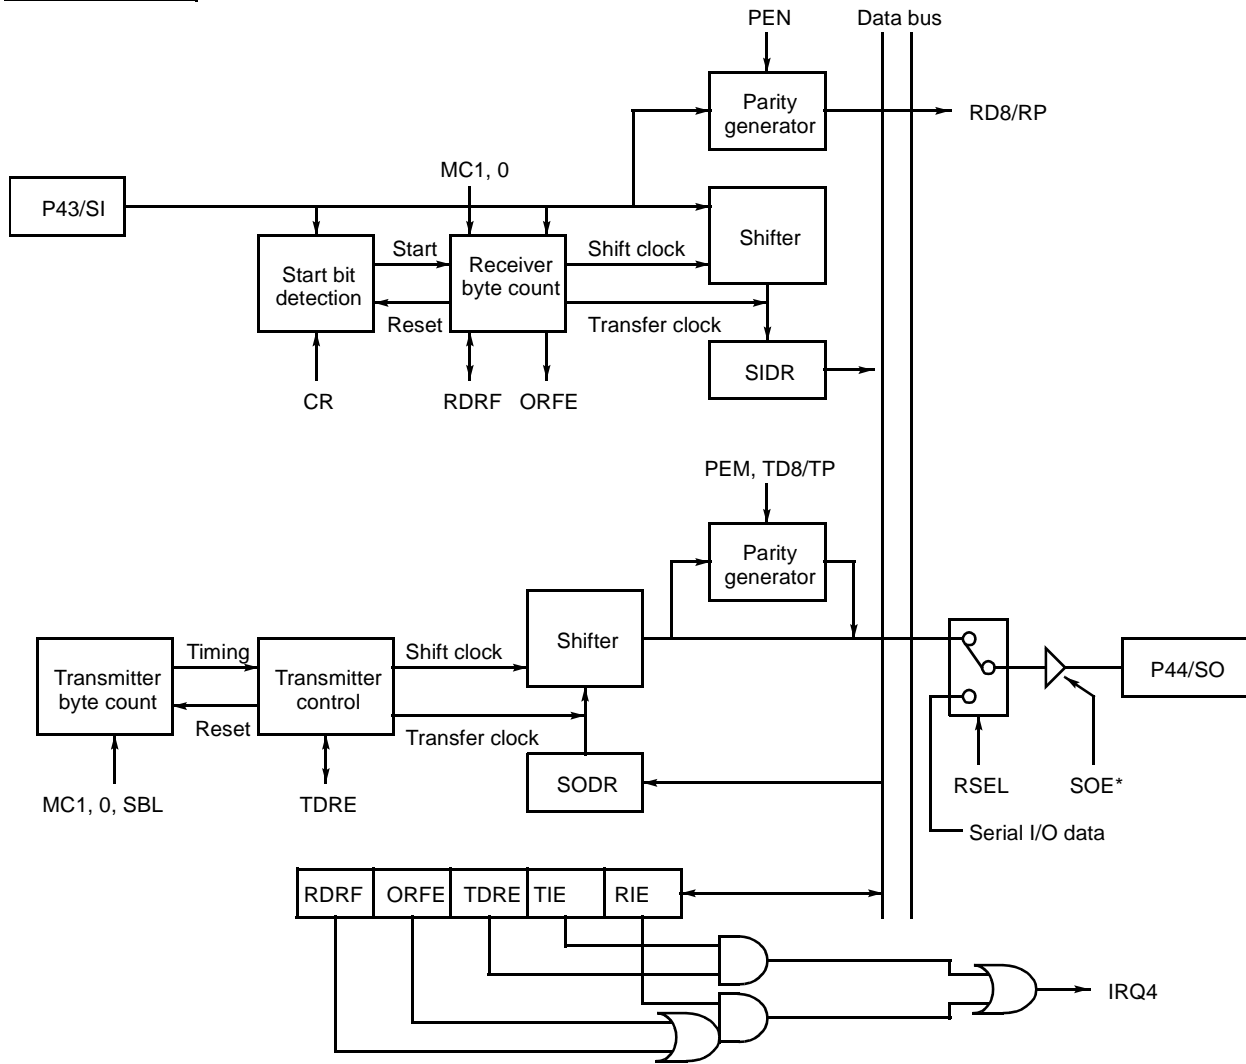 PEN
Data bus
Parity
generator
RD8/RP
MC1, 0
P43/SI
Shifter
Start
Shift clock
Start bit
detection
Receiver
byte count
Reset
Transfer clock
SIDR
CR
RDRF
ORFE
PEM, TD8/TP
Parity
generator
Shifter
Timing
Shift clock
Transmitter
byte count
Transmitter
control
P44/SO
Reset
Transfer clock
SODR
RSEL
SOE*
MC1, 0, SBL
TDRE
Serial I/O data
RDRF
ORFE
TDRE
TIE
RIE
IRQ4